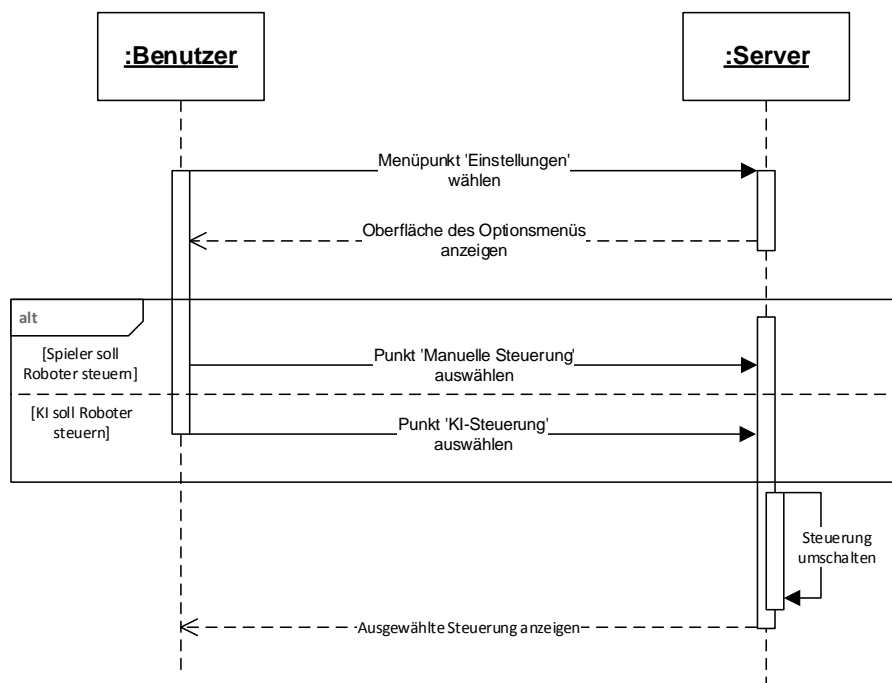 :Benutzer
:Server
Menüpunkt 'Einstellungen'
wählen
Oberfläche des Optionsmenüs
anzeigen
alt
[Spieler soll
Roboter steuern]
Punkt 'Manuelle Steuerung'
auswählen
[KI soll Roboter
steuern]
Punkt 'KI-Steuerung'
auswählen
Steuerung
umschalten
Ausgewählte Steuerung anzeigen